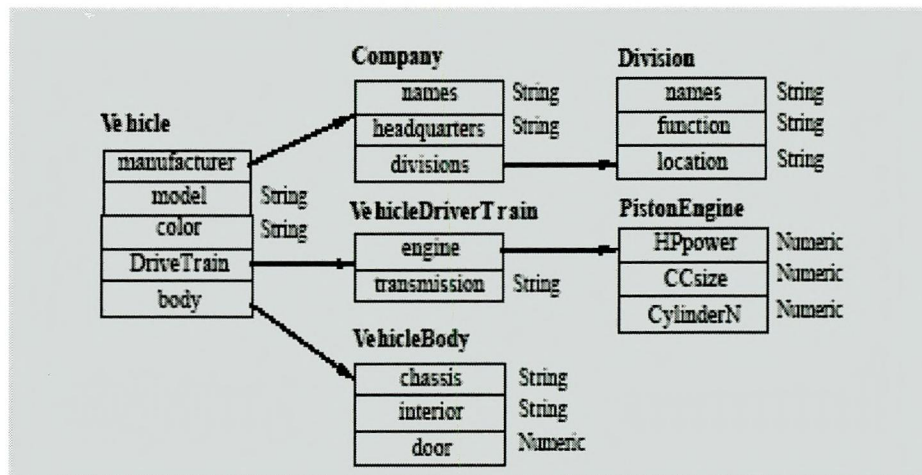 Company
names String
headquarters String
divisions
Division
names String
function String
location String
Vehicle
manufacturer
model String
color String
DriveTrain
body
VehicleDriverTrain
engine
transmission String
PistonEngine
HPpower Numeric
CCsize Numeric
CylinderN Numeric
VehicleBody
chassis String
interior String
door Numeric